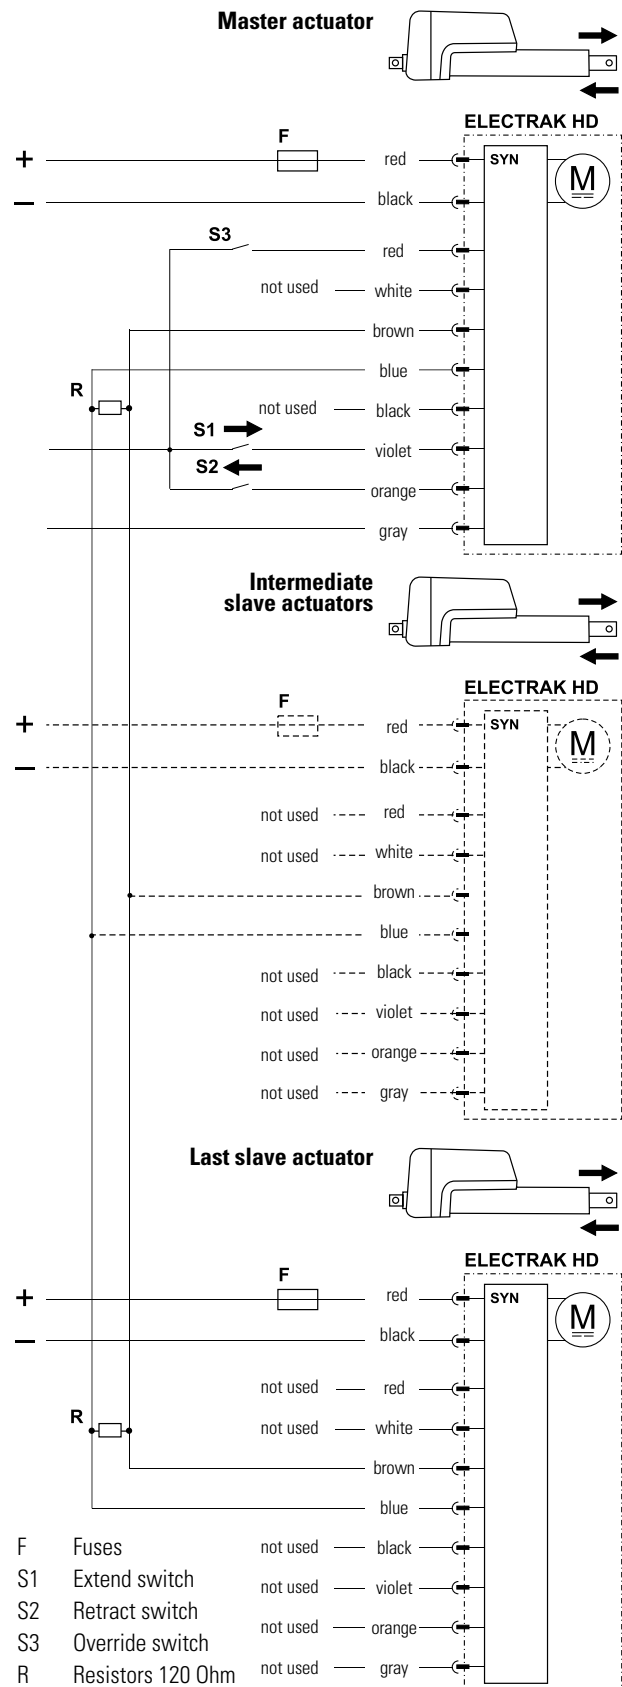 Master actuator
ELECTRAK HD
F
+ red SYN M
— black
S3
red
not used white
brown
blue
R
not used black
S1
violet
S2
orange
gray
Intermediate
slave actuators
ELECTRAK HD
F
+ red SYN M
— black
not used red
not used white
brown
blue
not used black
not used violet
not used orange
not used gray
Last slave actuator
ELECTRAK HD
F
+ red SYN M
— black
not used red
R
not used white
brown
blue
F Fuses not used black
S1 Extend switch
not used violet
S2 Retract switch
not used orange
S3 Override switch
R Resistors 120 Ohm not used gray